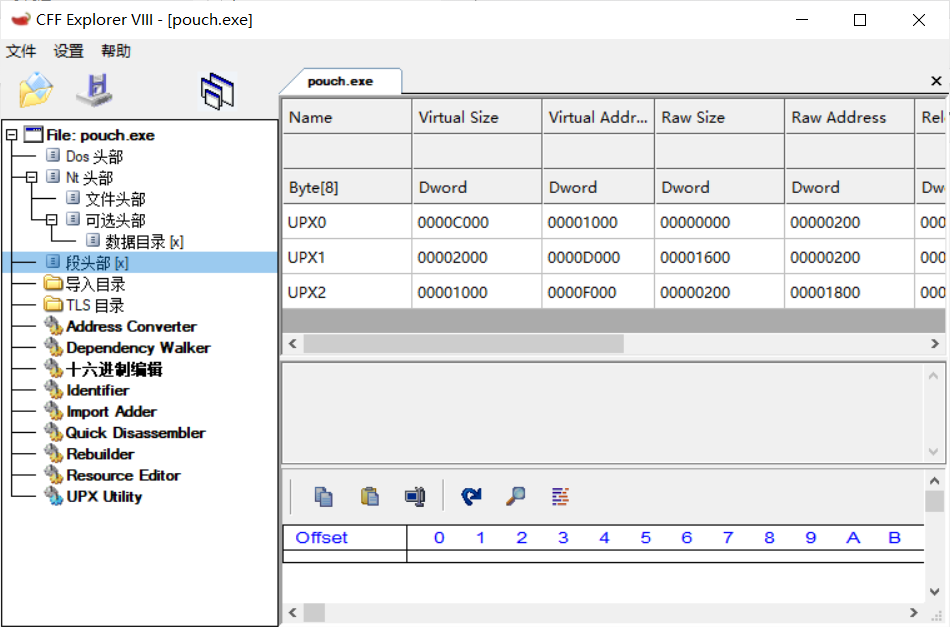 CFF Explorer VIII - [pouch.exe]
文件 设置 帮助
pouch.exe
File: pouch.exe
Dos 头部
Nt 头部
文件头部
可选头部
数据目录 [x]
段头部 [x]
导入目录
TLS 目录
Address Converter
Dependency Walker
十六进制编辑
Identifier
Import Adder
Quick Disassembler
Rebuilder
Resource Editor
UPX Utility
Name Virtual Size Virtual Addr... Raw Size Raw Address Rel
Byte[8] Dword Dword Dword Dword Dw
UPX0 0000C000 00001000 00000000 00000200 000
UPX1 00002000 0000D000 00001600 00000200 000
UPX2 00001000 0000F000 00000200 00001800 000
Offset 0 1 2 3 4 5 6 7 8 9 A B